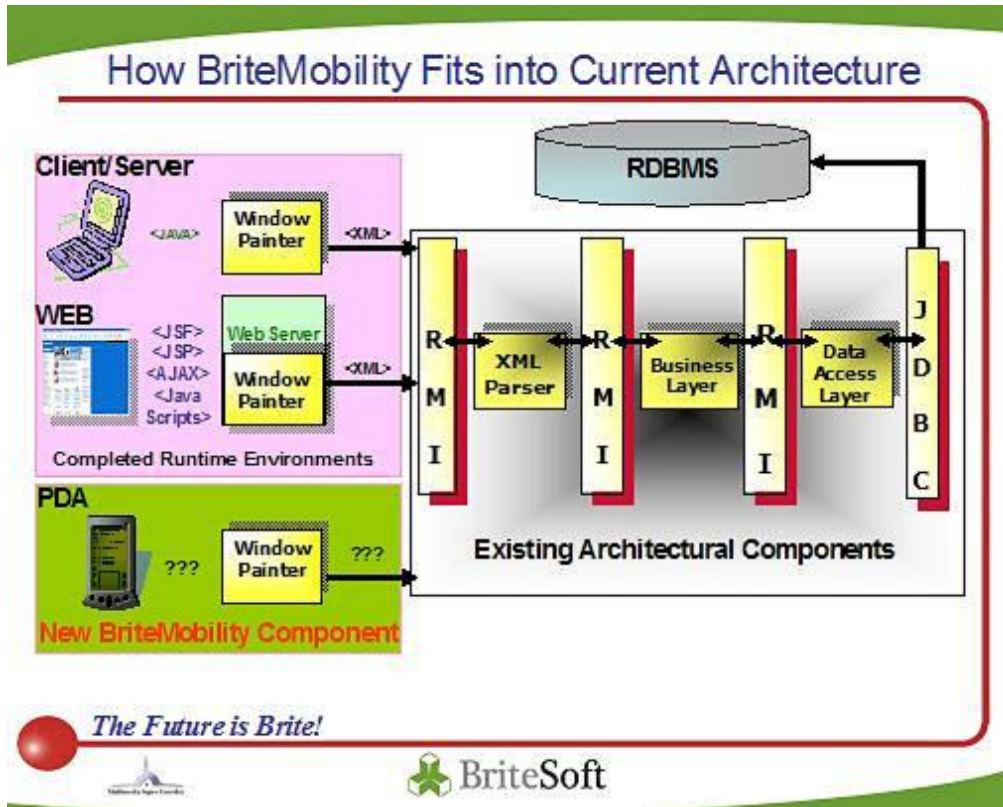 How BriteMobility Fits into Current Architecture
RDBMS
Client/Server
<JAVA>
Window
Painter
<XML>
WEB
<JSF>
<JSP>
<AJAX>
<Java
Scripts>
Web Server
Window
Painter
<XML>
Completed Runtime Environments
PDA
???
Window
Painter
???
New BriteMobility Component
R
M
I
XML
Parser
R
M
I
Business
Layer
R
M
I
Data
Access
Layer
J
D
B
C
Existing Architectural Components
The Future is Brite!
BriteSoft